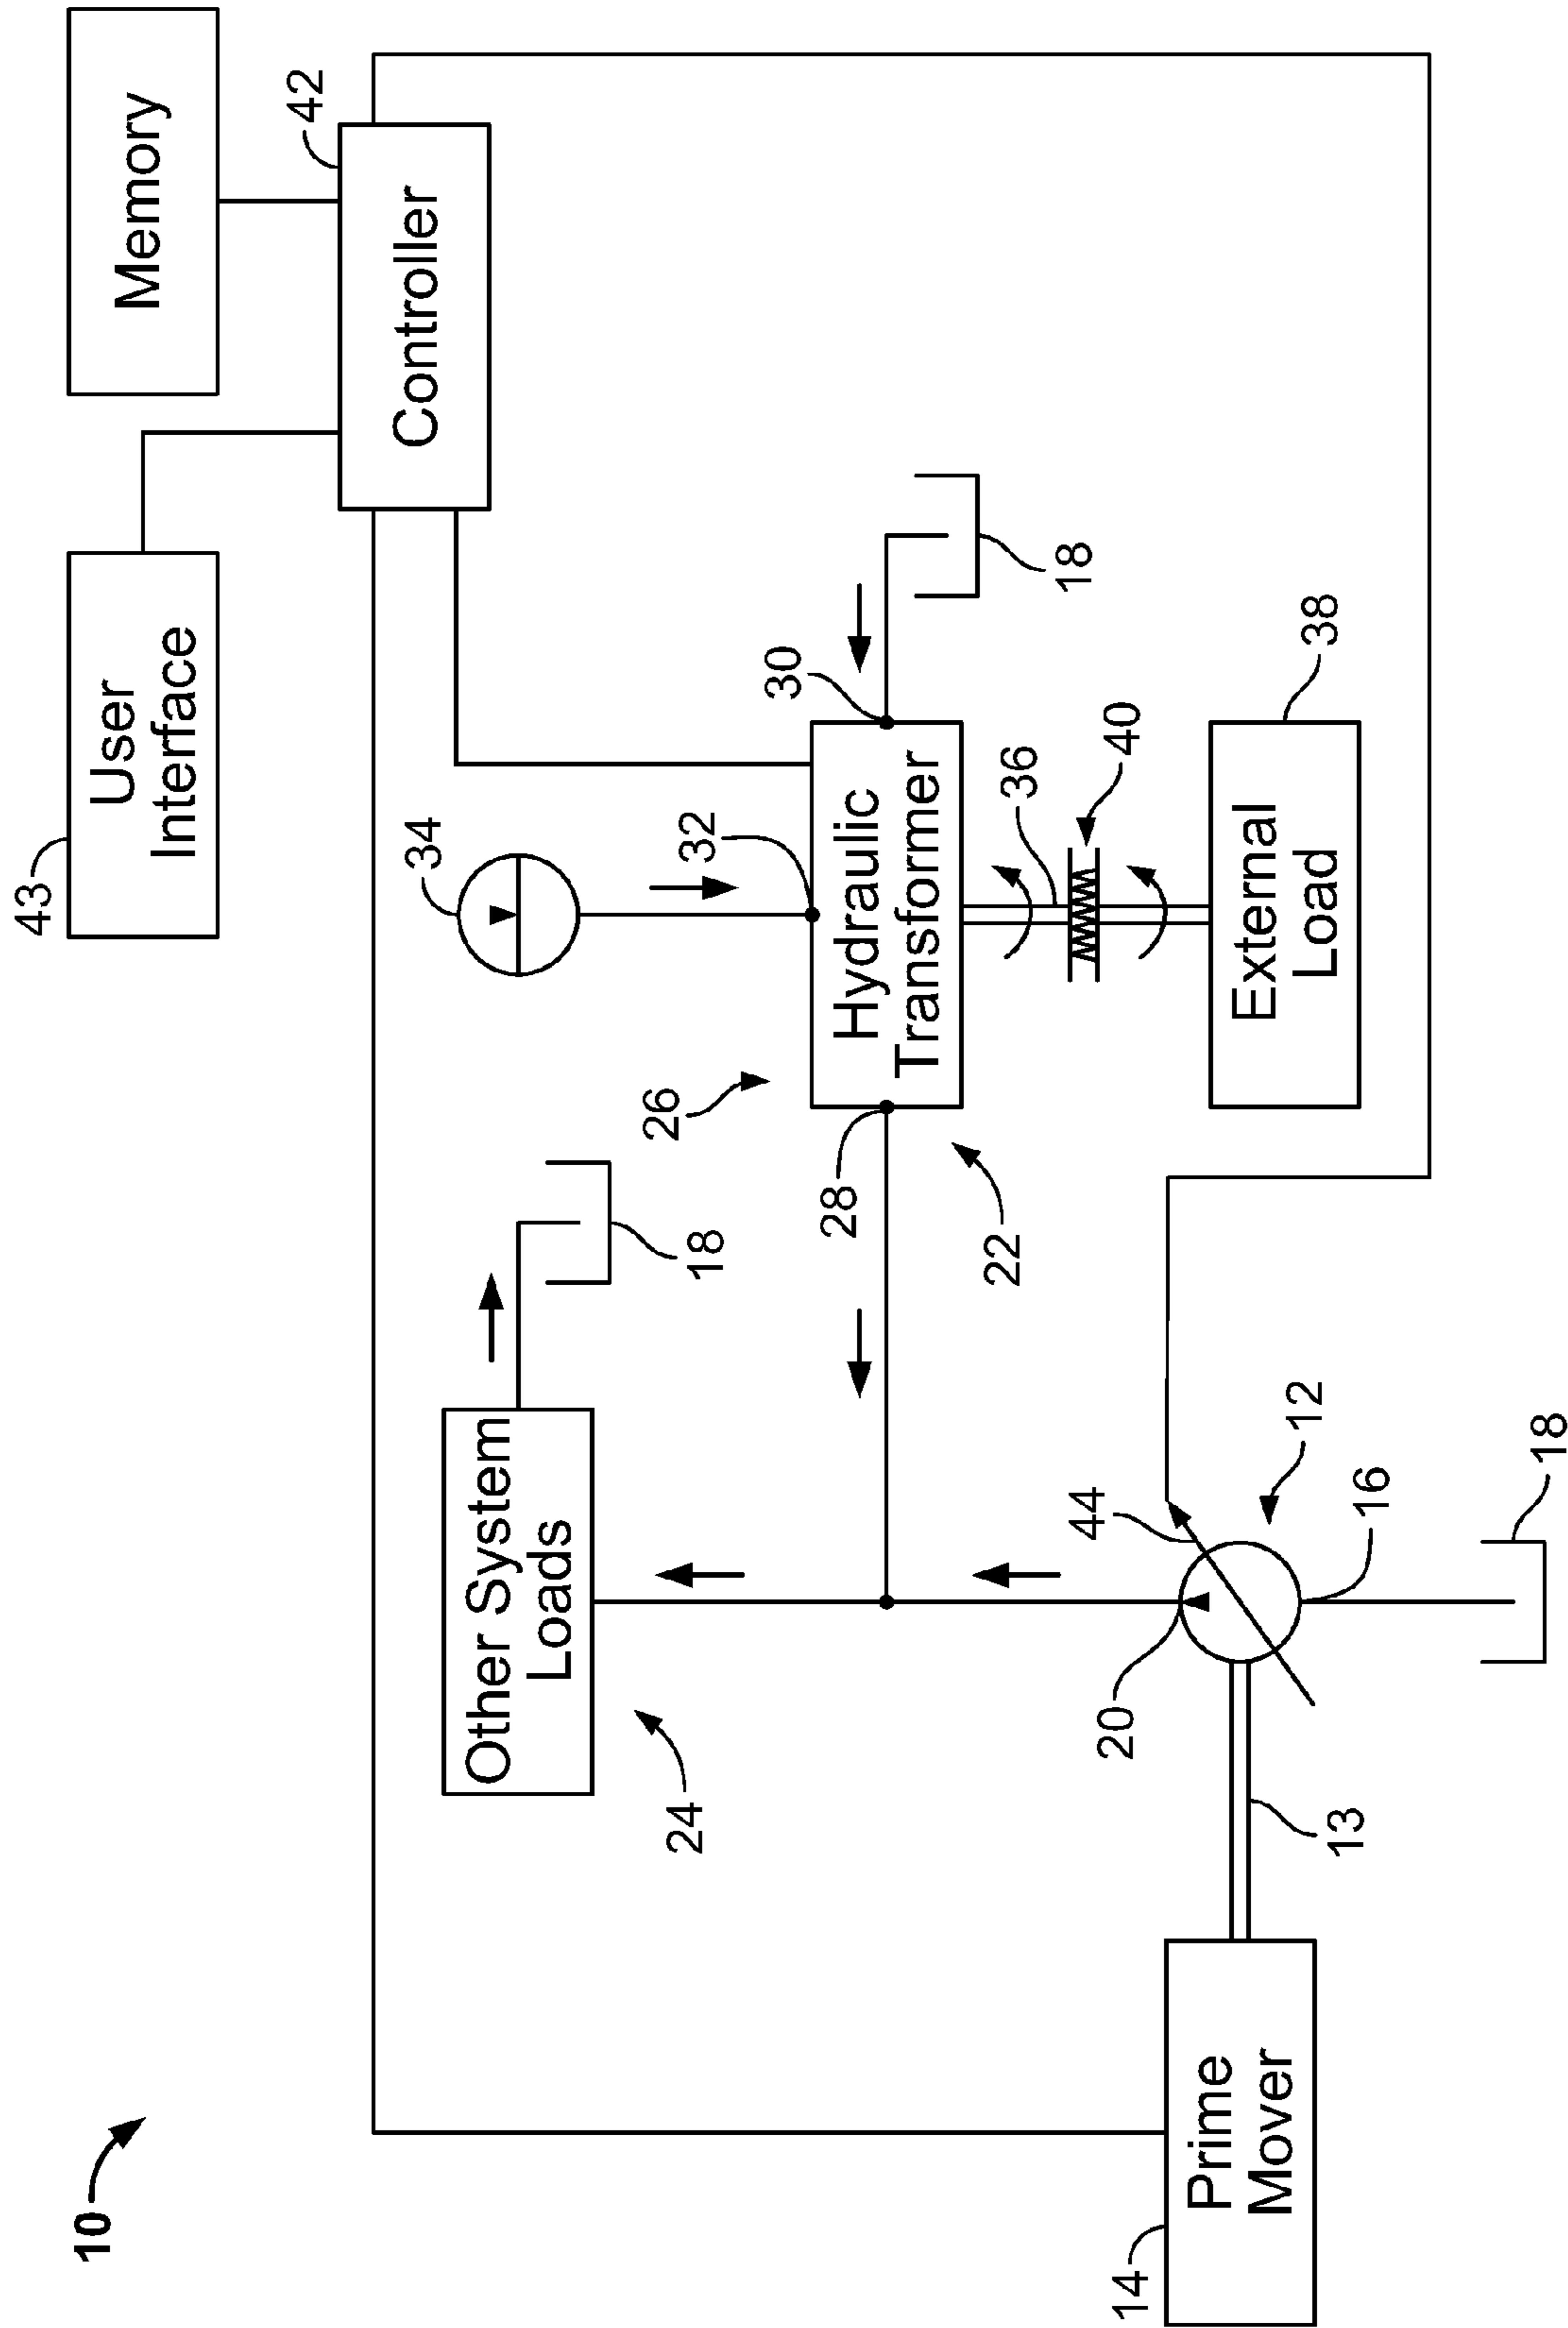 10
43
User
Interface
Memory
42
Controller
34
32
30
18
26
Hydraulic
Transformer
28
22
36
40
External
Load
38
Other System
Loads
24
18
44
12
20
16
18
13
Prime
Mover
14